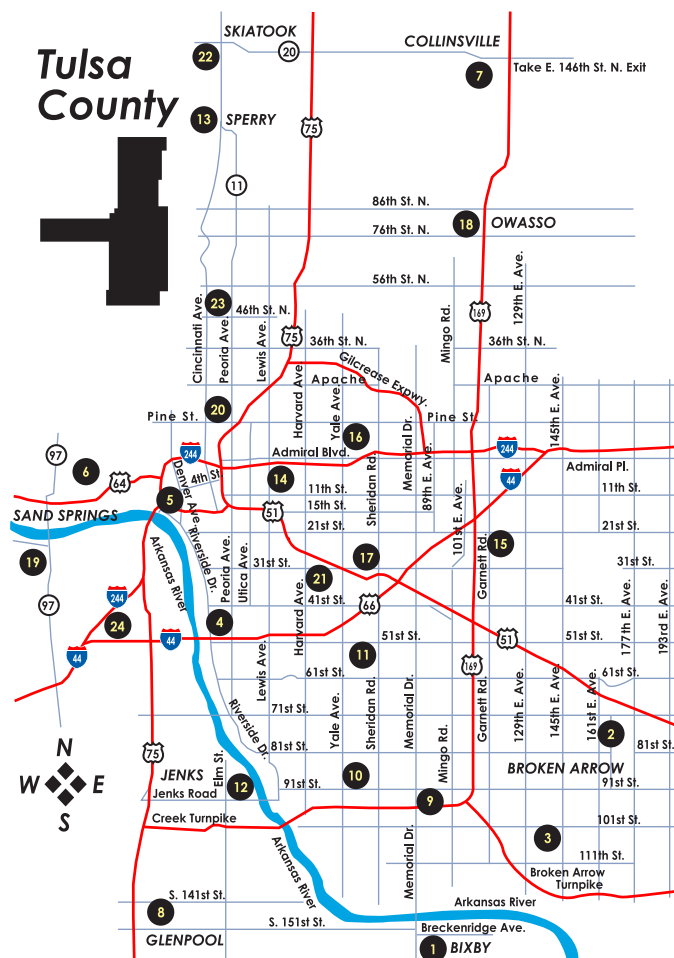 SKIATOOK
COLLINSVILLE
20
22
Tulsa
County
7
Take E. 146th St. N. Exit
13
SPERRY
75
11
86th St. N.
18
OWASSO
76th St. N.
56th St. N.
23
46th St. N.
169
129th E. Ave.
Mingo Rd.
Cincinnati Ave.
Peoria Ave.
Lewis Ave.
75
36th St. N.
36th St. N.
Gilcrease Expwy.
Apache
Apache
Harvard Ave.
Yale Ave.
145th E. Ave.
20
Pine St.
Pine St.
16
97
244
Admiral Blvd.
244
Memorial Dr.
6
64
Denver Ave.
4th St
14
Sheridan Rd.
89th E. Ave.
44
Admiral Pl.
11th St.
11th St.
5
15th St.
51
SAND SPRINGS
21st St.
21st St.
Riverside Dr.
101st E. Ave.
15
Garnett Rd.
Arkansas River
19
Peoria Ave.
Utica Ave.
31st St.
17
31st St.
21
Harvard Ave.
97
244
41st St.
66
41st St.
177th E. Ave.
193rd E. Ave.
24
4
44
44
51st St.
51
51st St.
11
169
61st St.
61st St.
Lewis Ave.
Yale Ave.
Sheridan Rd.
Memorial Dr.
Garnett Rd.
129th E. Ave.
145th E. Ave.
161st E. Ave.
71st St.
Riverside Dr.
2
81st St.
81st St.
N
W
E
S
75
JENKS
Elm St.
Mingo Rd.
BROKEN ARROW
10
12
91st St.
91st St.
Jenks Road
9
Creek Turnpike
101st St.
3
111th St.
Arkansas River
Memorial Dr.
Broken Arrow
Turnpike
S. 141st St.
Arkansas River
8
S. 151st St.
Breckenridge Ave.
GLENPOOL
1
BIXBY